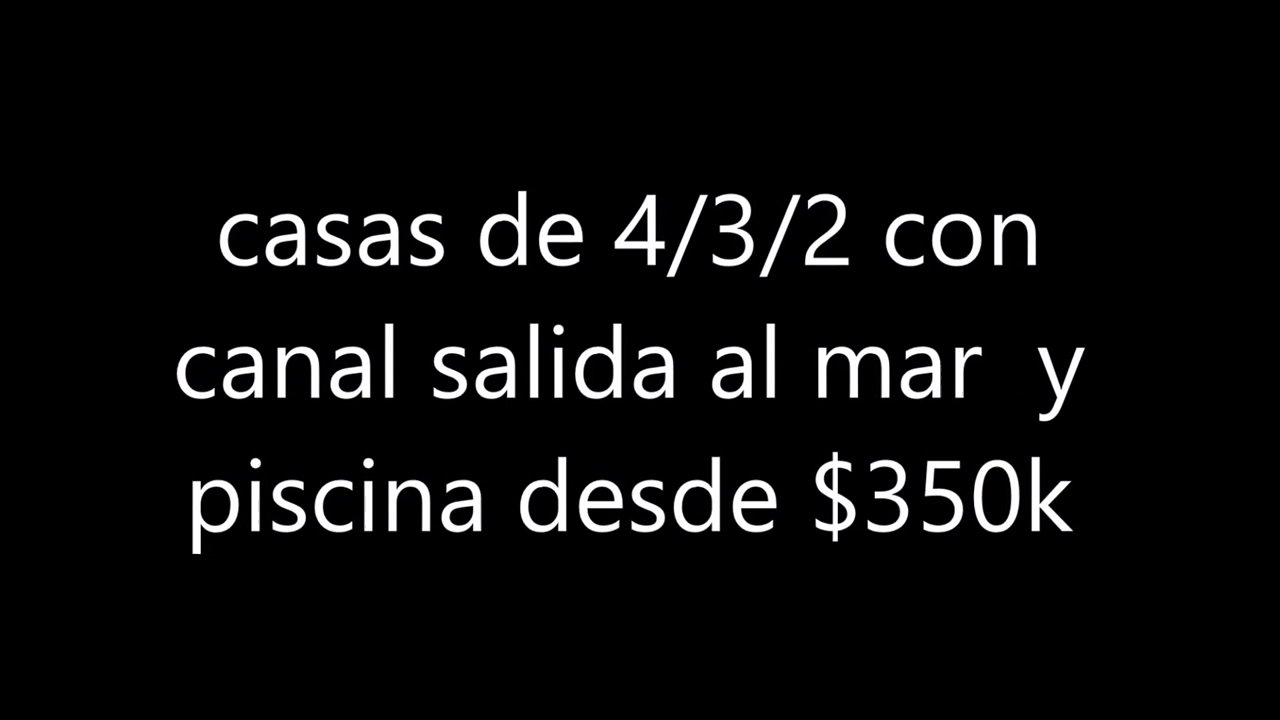 casas de 4/3/2 con
canal salida al mar  y
piscina desde $350k